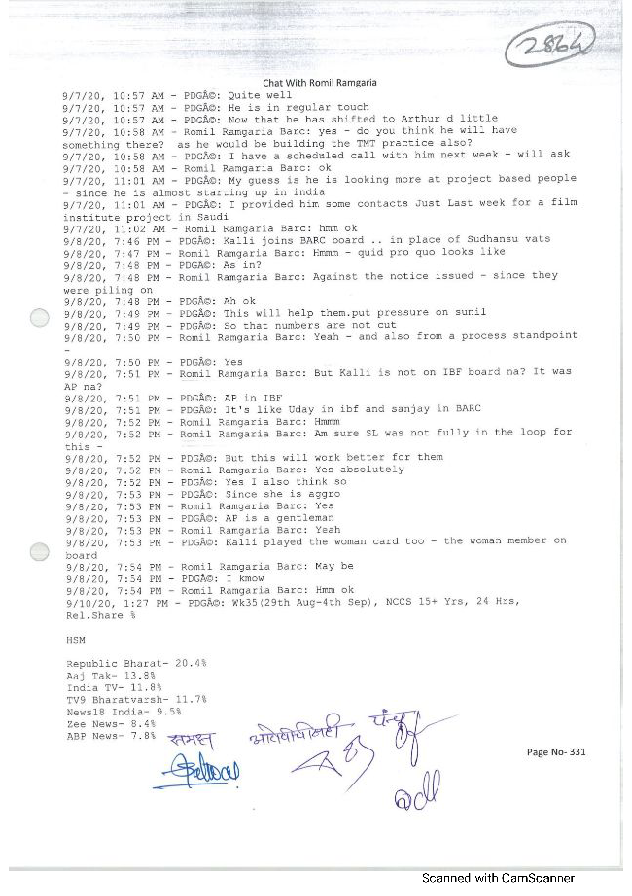 2864
Chat With Romil Ramgaria
9/7/20, 10:57 AM - PDGÂ©: Quite well
9/7/20, 10:57 AM - PDGÂ©: He is in regular touch
9/7/20, 10:57 AM - PDGÂ©: Now that he has shifted to Arthur d little
9/7/20, 10:58 AM - Romil Ramgaria Barc: yes - do you think he will have
something there?  as he would be building the TMT practice also?
9/7/20, 10:58 AM - PDGÂ©: I have a scheduled call with him next week - will ask
9/7/20, 10:58 AM - Romil Ramgaria Barc: ok
9/7/20, 11:01 AM - PDGÂ©: My guess is he is looking more at project based people
- since he is almost starting up in india
9/7/20, 11:01 AM - PDGÂ©: I provided him some contacts Just Last week for a film
institute project in Saudi
9/7/20, 11:02 AM - Romil Ramgaria Barc: hmm ok
9/8/20, 7:46 PM - PDGÂ©: Kalli joins BARC board .. in place of Sudhansu vats
9/8/20, 7:47 PM - Romil Ramgaria Barc: Hmmm - quid pro quo looks like
9/8/20, 7:48 PM - PDGÂ©: As in?
9/8/20, 7:48 PM - Romil Ramgaria Barc: Against the notice issued - since they
were piling on
9/8/20, 7:48 PM - PDGÂ©: Ah ok
9/8/20, 7:49 PM - PDGÂ©: This will help them.put pressure on sunil
9/8/20, 7:49 PM - PDGÂ©: So that numbers are not cut
9/8/20, 7:50 PM - Romil Ramgaria Barc: Yeah - and also from a process standpoint
-
9/8/20, 7:50 PM - PDGÂ©: Yes
9/8/20, 7:51 PM - Romil Ramgaria Barc: But Kalli is not on IBF board na? It was
AP na?
9/8/20, 7:51 PM - PDGÂ©: AP in IBF
9/8/20, 7:51 PM - PDGÂ©: It's like Uday in ibf and sanjay in BARC
9/8/20, 7:52 PM - Romil Ramgaria Barc: Hmmm
9/8/20, 7:52 PM - Romil Ramgaria Barc: Am sure SL was not fully in the loop for
this -
9/8/20, 7:52 PM - PDGÂ©: But this will work better for them
9/8/20, 7:52 PM - Romil Ramgaria Barc: Yes absolutely
9/8/20, 7:52 PM - PDGÂ©: Yes I also think so
9/8/20, 7:53 PM - PDGÂ©: Since she is aggro
9/8/20, 7:53 PM - Romil Ramgaria Barc: Yes
9/8/20, 7:53 PM - PDGÂ©: AP is a gentleman
9/8/20, 7:53 PM - Romil Ramgaria Barc: Yeah
9/8/20, 7:53 PM - PDGÂ©: Kalli played the woman card too - the woman member on
board
9/8/20, 7:54 PM - Romil Ramgaria Barc: May be
9/8/20, 7:54 PM - PDGÂ©: I kmow
9/8/20, 7:54 PM - Romil Ramgaria Barc: Hmm ok
9/10/20, 1:27 PM - PDGÂ©: Wk35(29th Aug-4th Sep), NCCS 15+ Yrs, 24 Hrs,
Rel.Share %
HSM
Republic Bharat- 20.4%
Aaj Tak- 13.8%
India TV- 11.8%
TV9 Bharatvarsh- 11.7%
News18 India- 9.5%
Zee News- 8.4%
ABP News- 7.8%
समक्ष
Page No- 331
Scanned with CamScanner